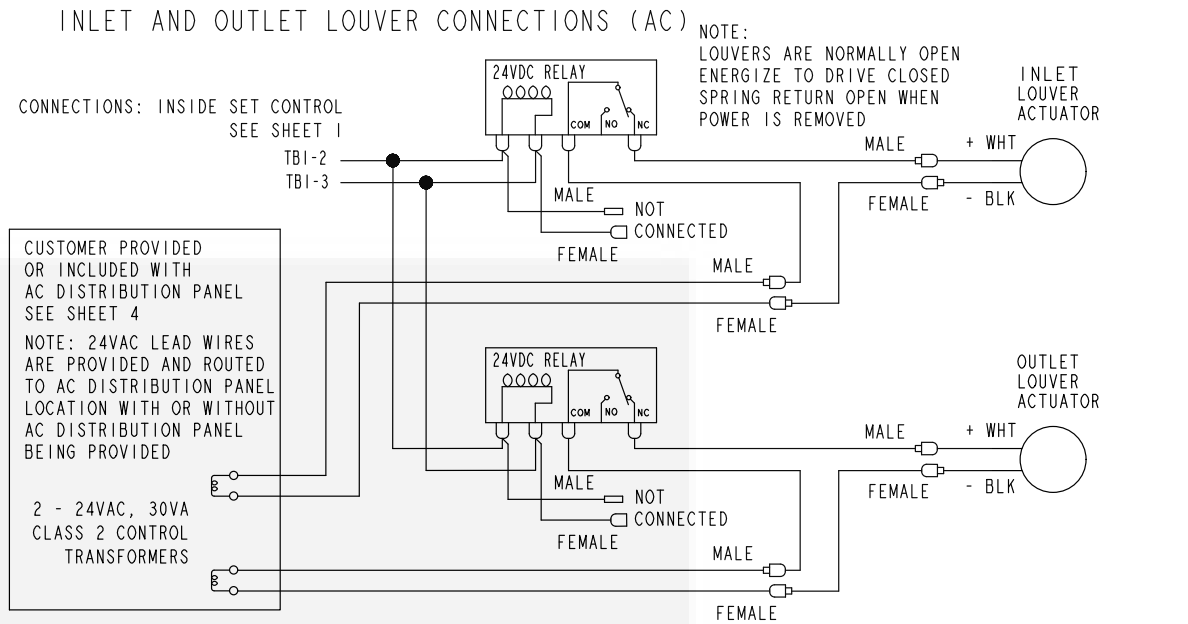 INLET AND OUTLET LOUVER CONNECTIONS (AC)
NOTE:
LOUVERS ARE NORMALLY OPEN
ENERGIZE TO DRIVE CLOSED
SPRING RETURN OPEN WHEN
POWER IS REMOVED
INLET
LOUVER
ACTUATOR
CONNECTIONS: INSIDE SET CONTROL
SEE SHEET 1
TB1-2
TB1-3
24VDC RELAY
COM
NO
NC
MALE
+ WHT
FEMALE
- BLK
MALE
NOT
CONNECTED
FEMALE
MALE
FEMALE
CUSTOMER PROVIDED
OR INCLUDED WITH
AC DISTRIBUTION PANEL
SEE SHEET 4
NOTE: 24VAC LEAD WIRES
ARE PROVIDED AND ROUTED
TO AC DISTRIBUTION PANEL
LOCATION WITH OR WITHOUT
AC DISTRIBUTION PANEL
BEING PROVIDED
2 - 24VAC, 30VA
CLASS 2 CONTROL
TRANSFORMERS
24VDC RELAY
COM
NO
NC
OUTLET
LOUVER
ACTUATOR
MALE
+ WHT
FEMALE
- BLK
MALE
NOT
CONNECTED
FEMALE
MALE
FEMALE